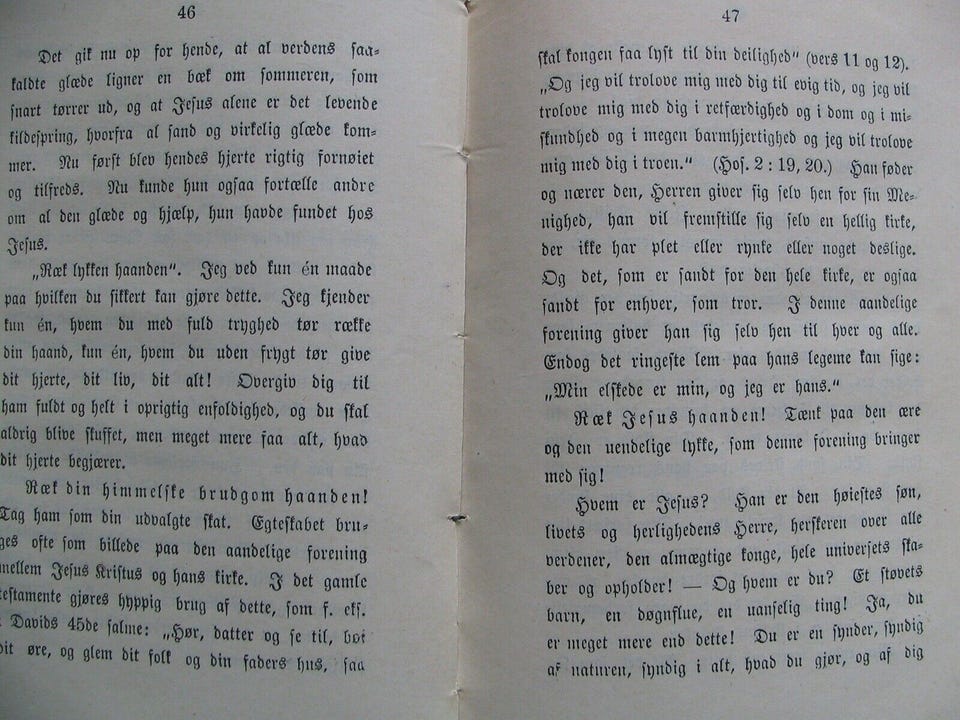 46
Det gik nu op for hende, at al verdens saa-
kaldte glæde ligner en bæk om sommeren, som
snart tørrer ud, og at Jesus alene er det levende
kildespring, hvorfra al sand og virkelig glæde kom-
mer. Nu først blev hendes hjerte rigtig fornøiet
og tilfreds. Nu kunde hun ogsaa fortælle andre
om al den glæde og hjælp, hun havde fundet hos
Jesus.
„Ræk lykken haanden". Jeg ved kun én maade
paa hvilken du sikkert kan gjøre dette. Jeg kjender
kun én, hvem du med fuld tryghed tør række
din haand, kun én, hvem du uden frygt tør give
dit hjerte, dit liv, dit alt! Overgiv dig til
ham fuldt og helt i oprigtig enfoldighed, og du skal
aldrig blive skuffet, men meget mere faa alt, hvad
dit hjerte begjærer.
Ræk din himmelske brudgom haanden!
Tag ham som din udvalgte skat. Egteskabet bru-
ges ofte som billede paa den aandelige forening
mellem Jesus Kristus og hans kirke. I det gamle
testamente gjøres hyppig brug af dette, som f. eks.
Davids 45de salme: „Hør, datter og se til, bøi
dit øre, og glem dit folk og din faders hus, saa
47
skal kongen faa lyst til din deilighed" (vers 11 og 12).
„Og jeg vil trolove mig med dig til evig tid, og jeg vil
trolove mig med dig i retfærdighed og i dom og i mi-
skundhed og i megen barmhjertighed og jeg vil trolove
mig med dig i troen." (Hos. 2 : 19, 20.) Han føder
og nærer den, Herren giver sig selv hen for sin Me-
nighed, han vil fremstille sig selv en hellig kirke,
der ikke har plet eller rynke eller noget deslige.
Og det, som er sandt for den hele kirke, er ogsaa
sandt for enhver, som tror. I denne aandelige
forening giver han sig selv hen til hver og alle.
Endog det ringeste lem paa hans legeme kan sige:
„Min elskede er min, og jeg er hans."
Ræk Jesus haanden! Tænk paa den ære
og den uendelige lykke, som denne forening bringer
med sig!
Hvem er Jesus? Han er den høiestes søn,
livets og herlighedens Herre, herskeren over alle
verdener, den almægtige konge, hele universets ska-
ber og opholder! — Og hvem er du? Et støvets
barn, en døgnflue, en uanselig ting! Ja, du
er meget mere end dette! Du er en synder, syndig
af naturen, syndig i alt, hvad du gjør, og af dig